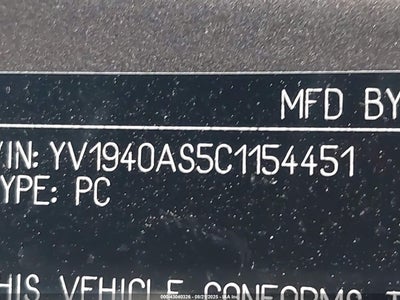 MFD BY
VIN: YV1940AS5C1154451
TYPE: PC
THIS VEHICLE CONFORMS T